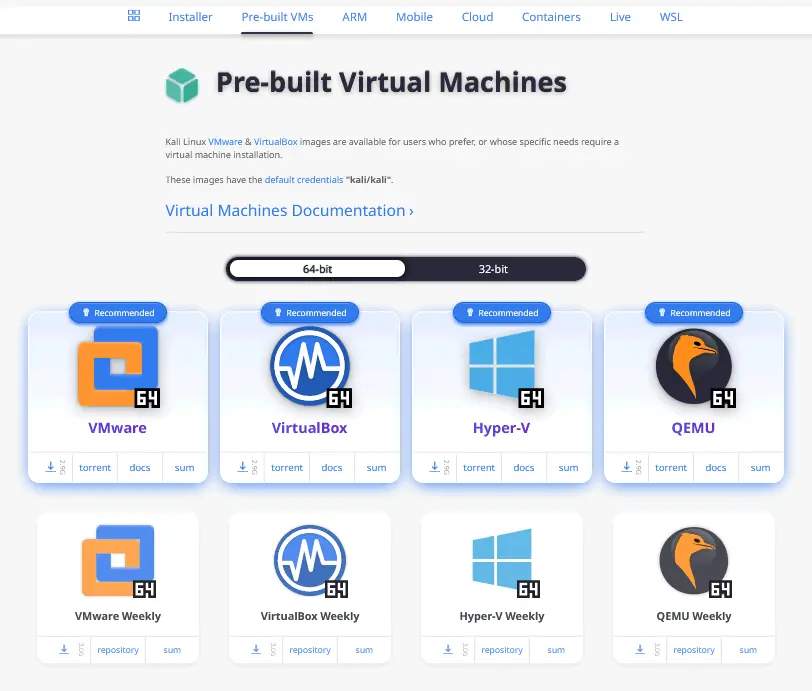 Installer Pre-built VMs ARM Mobile Cloud Containers Live WSL
Pre-built Virtual Machines
Kali Linux VMware & VirtualBox images are available for users who prefer, or whose specific needs require a
virtual machine installation.
These images have the default credentials "kali/kali".
Virtual Machines Documentation ›
64-bit 32-bit
Recommended Recommended Recommended Recommended
64 64 64 64
VMware VirtualBox Hyper-V QEMU
2.9G torrent docs sum 2.9G torrent docs sum 2.9G torrent docs sum 2.9G torrent docs sum
64 64 64 64
VMware Weekly VirtualBox Weekly Hyper-V Weekly QEMU Weekly
3.0G repository sum 3.0G repository sum 3.0G repository sum 3.0G repository sum